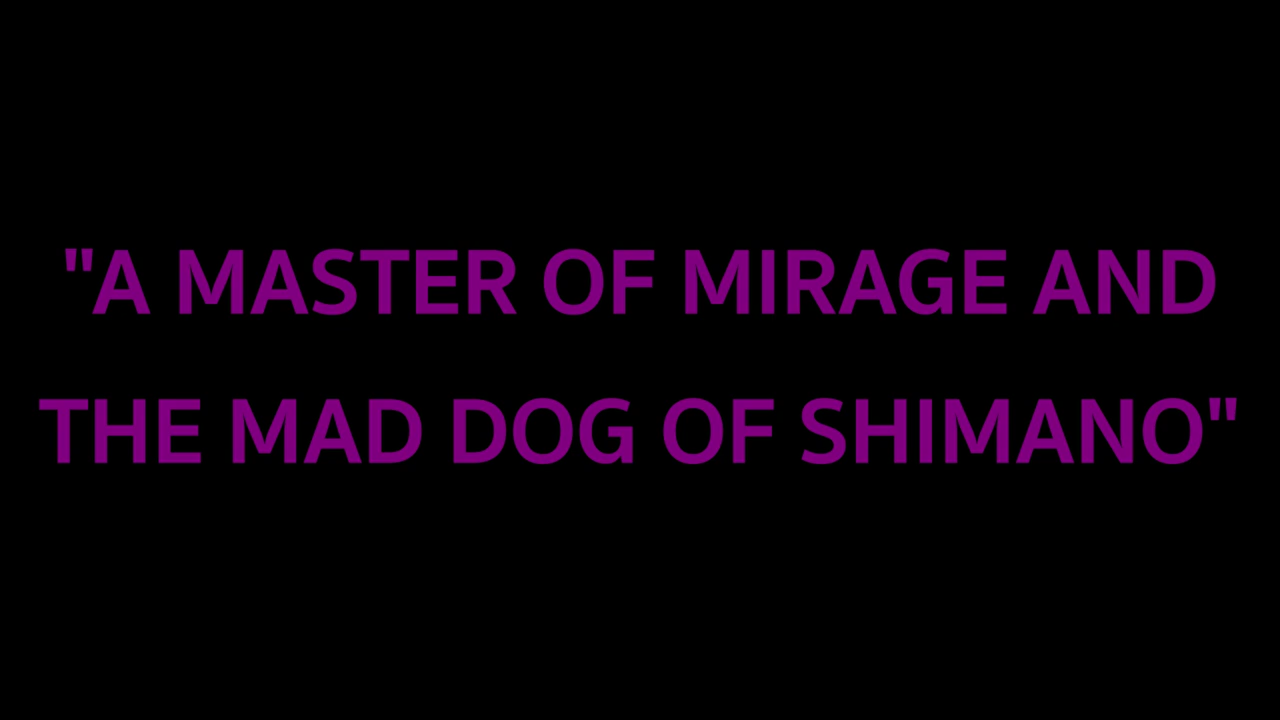 "A MASTER OF MIRAGE AND
THE MAD DOG OF SHIMANO"